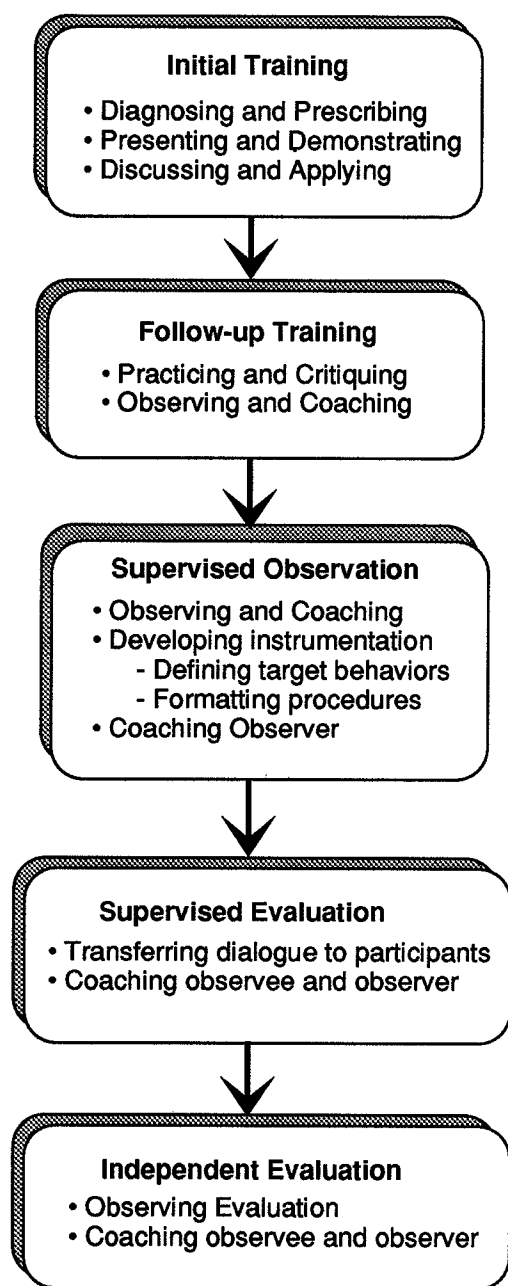 Initial Training
• Diagnosing and Prescribing
• Presenting and Demonstrating
• Discussing and Applying
Follow-up Training
• Practicing and Critiquing
• Observing and Coaching
Supervised Observation
• Observing and Coaching
• Developing instrumentation
- Defining target behaviors
- Formatting procedures
• Coaching Observer
Supervised Evaluation
• Transferring dialogue to participants
• Coaching observee and observer
Independent Evaluation
• Observing Evaluation
• Coaching observee and observer